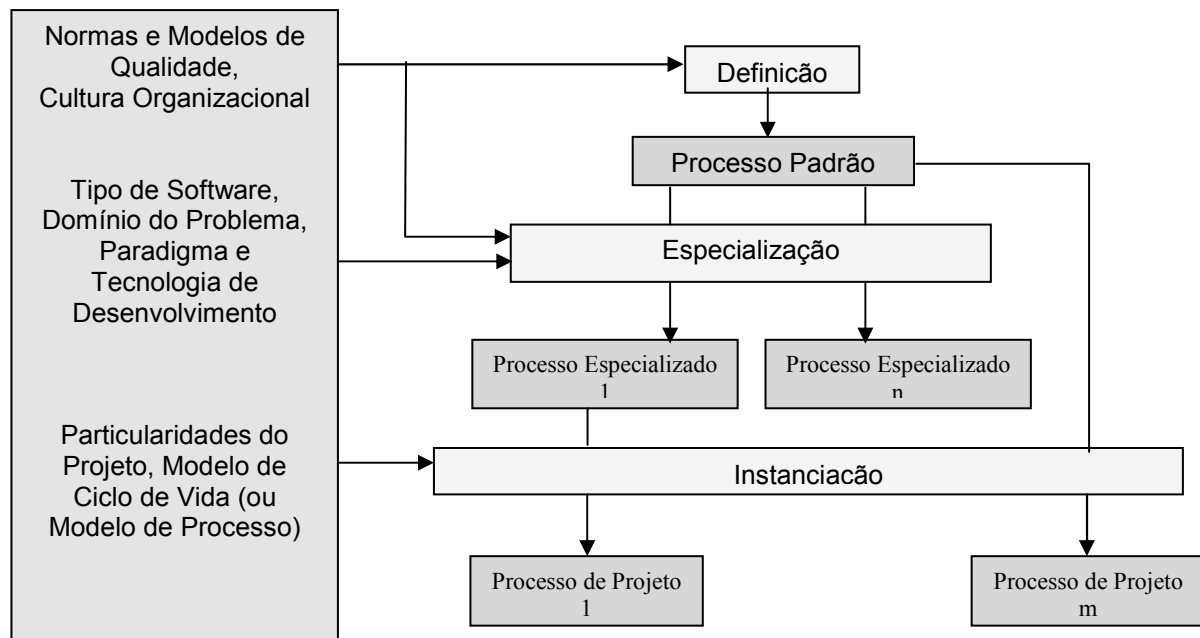 Normas e Modelos de
Qualidade,
Cultura Organizacional
Tipo de Software,
Domínio do Problema,
Paradigma e
Tecnologia de
Desenvolvimento
Particularidades do
Projeto, Modelo de
Ciclo de Vida (ou
Modelo de Processo)
Definicão
Processo Padrão
Especialização
Processo Especializado
1
Processo Especializado
n
Instanciacão
Processo de Projeto
1
Processo de Projeto
m